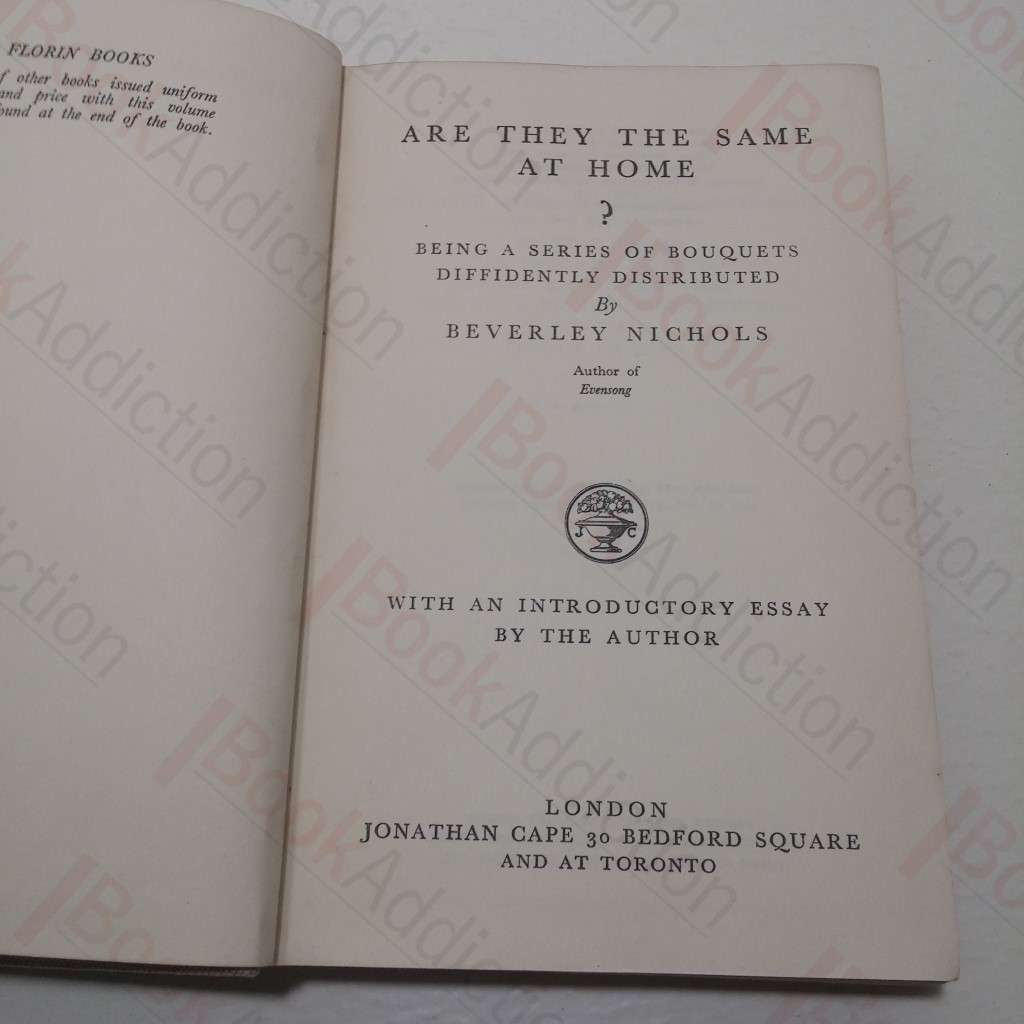 FLORIN BOOKS
f other books issued uniform
and price with this volume
ound at the end of the book.
ARE THEY THE SAME
AT HOME
?
BEING A SERIES OF BOUQUETS
DIFFIDENTLY DISTRIBUTED
By
BEVERLEY NICHOLS
Author of
Evensong
J C
WITH AN INTRODUCTORY ESSAY
BY THE AUTHOR
LONDON
JONATHAN CAPE 30 BEDFORD SQUARE
AND AT TORONTO
BookAddiction